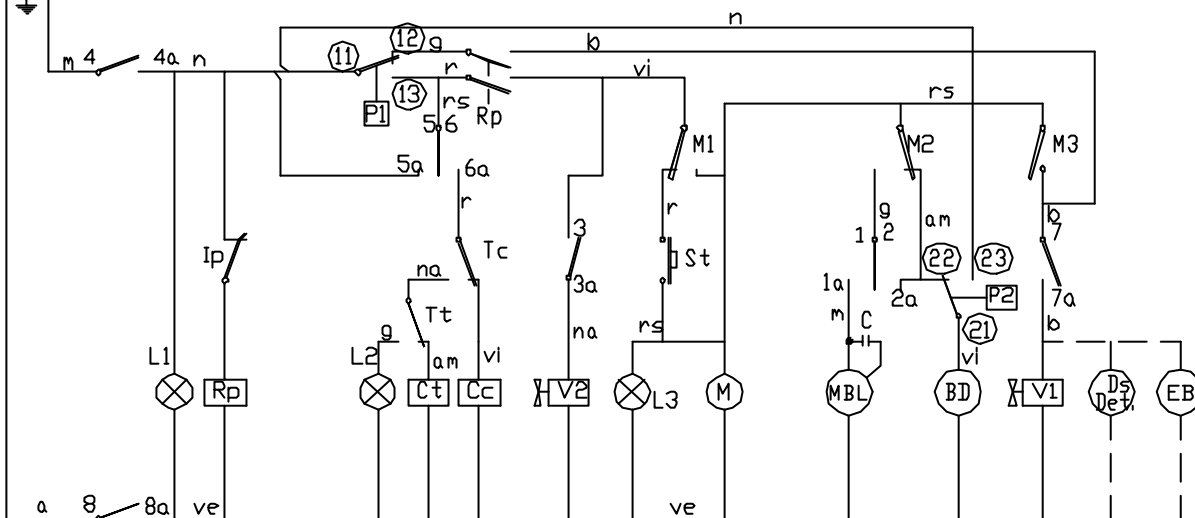 n
m 4 4a n 11 12 g b
r vi
P1 13 rs Rp rs
5 6 M1 M2 M3
5a 6a
r r g am b
1 2 7
Ip Tc 3 St 22 23
na 3a 1a 2a P2 7a
Tt m C 21 b
g na rs
L1 L2 am vi vi
Rp Ct Cc V2 L3 M MBL BD V1 Ds Det. EB
a 8 8a ve ve